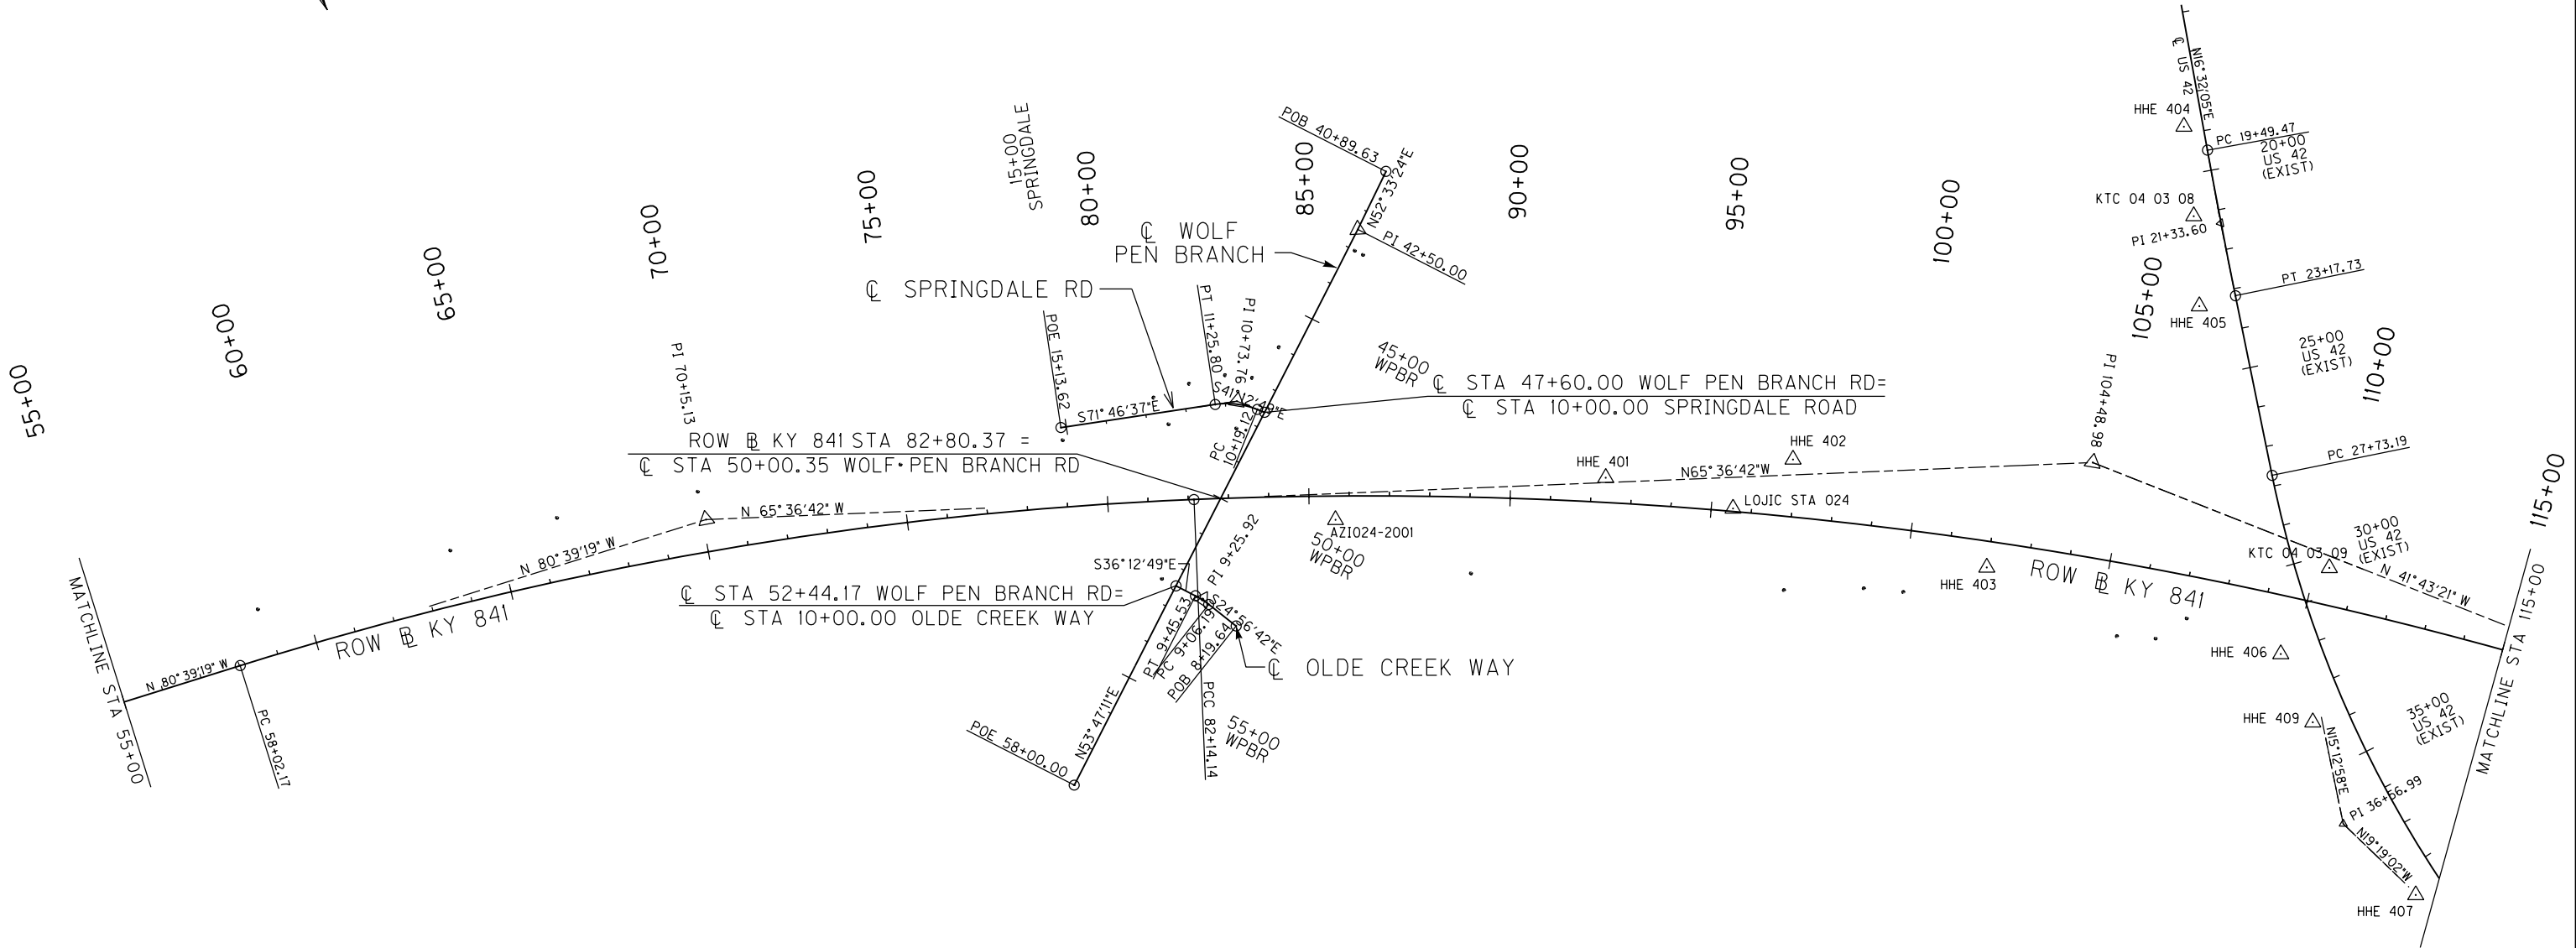 55+00
60+00
65+00
70+00
75+00
15+00
SPRINGDALE
80+00
85+00
90+00
95+00
100+00
105+00
110+00
115+00
POB 40+89.63
N52°33'24"E
PI 42+50.00
℄ WOLF
PEN BRANCH
℄ SPRINGDALE RD
POE 15+13.62
PT 11+25.80
PI 10+73.76
S71°46'37"E
PC
10+19.12
45+00
WPBR
℄ STA 47+60.00 WOLF PEN BRANCH RD=
℄ STA 10+00.00 SPRINGDALE ROAD
PI 70+15.13
ROW BL KY 841 STA 82+80.37 =
℄ STA 50+00.35 WOLF PEN BRANCH RD
N 65°36'42" W
N 80°39'19" W
HHE 401
HHE 402
N65°36'42"W
LOJIC STA 024
AZI024-2001
50+00
WPBR
PI 9+25.92
S36°12'49"E
℄ STA 52+44.17 WOLF PEN BRANCH RD=
℄ STA 10+00.00 OLDE CREEK WAY
S24°56'42"E
PT 9+45.53
PC 9+06.19
POB 8+19.64
℄ OLDE CREEK WAY
PCC 82+14.14
55+00
WPBR
N53°47'11"E
POE 58+00.00
MATCHLINE STA 55+00
N 80°39'19" W
PC 58+02.17
ROW BL KY 841
HHE 403
ROW BL KY 841
PI 104+48.98
N 41°43'21" W
℄ US 42
N16°32'05"E
HHE 404
PC 19+49.47
20+00
US 42
(EXIST)
KTC 04 03 08
PI 21+33.60
PT 23+17.73
HHE 405
25+00
US 42
(EXIST)
PC 27+73.19
30+00
US 42
(EXIST)
KTC 04 03 09
HHE 406
HHE 409
35+00
US 42
(EXIST)
N15°12'58"E
PI 36+56.99
N19°19'02"W
HHE 407
MATCHLINE STA 115+00